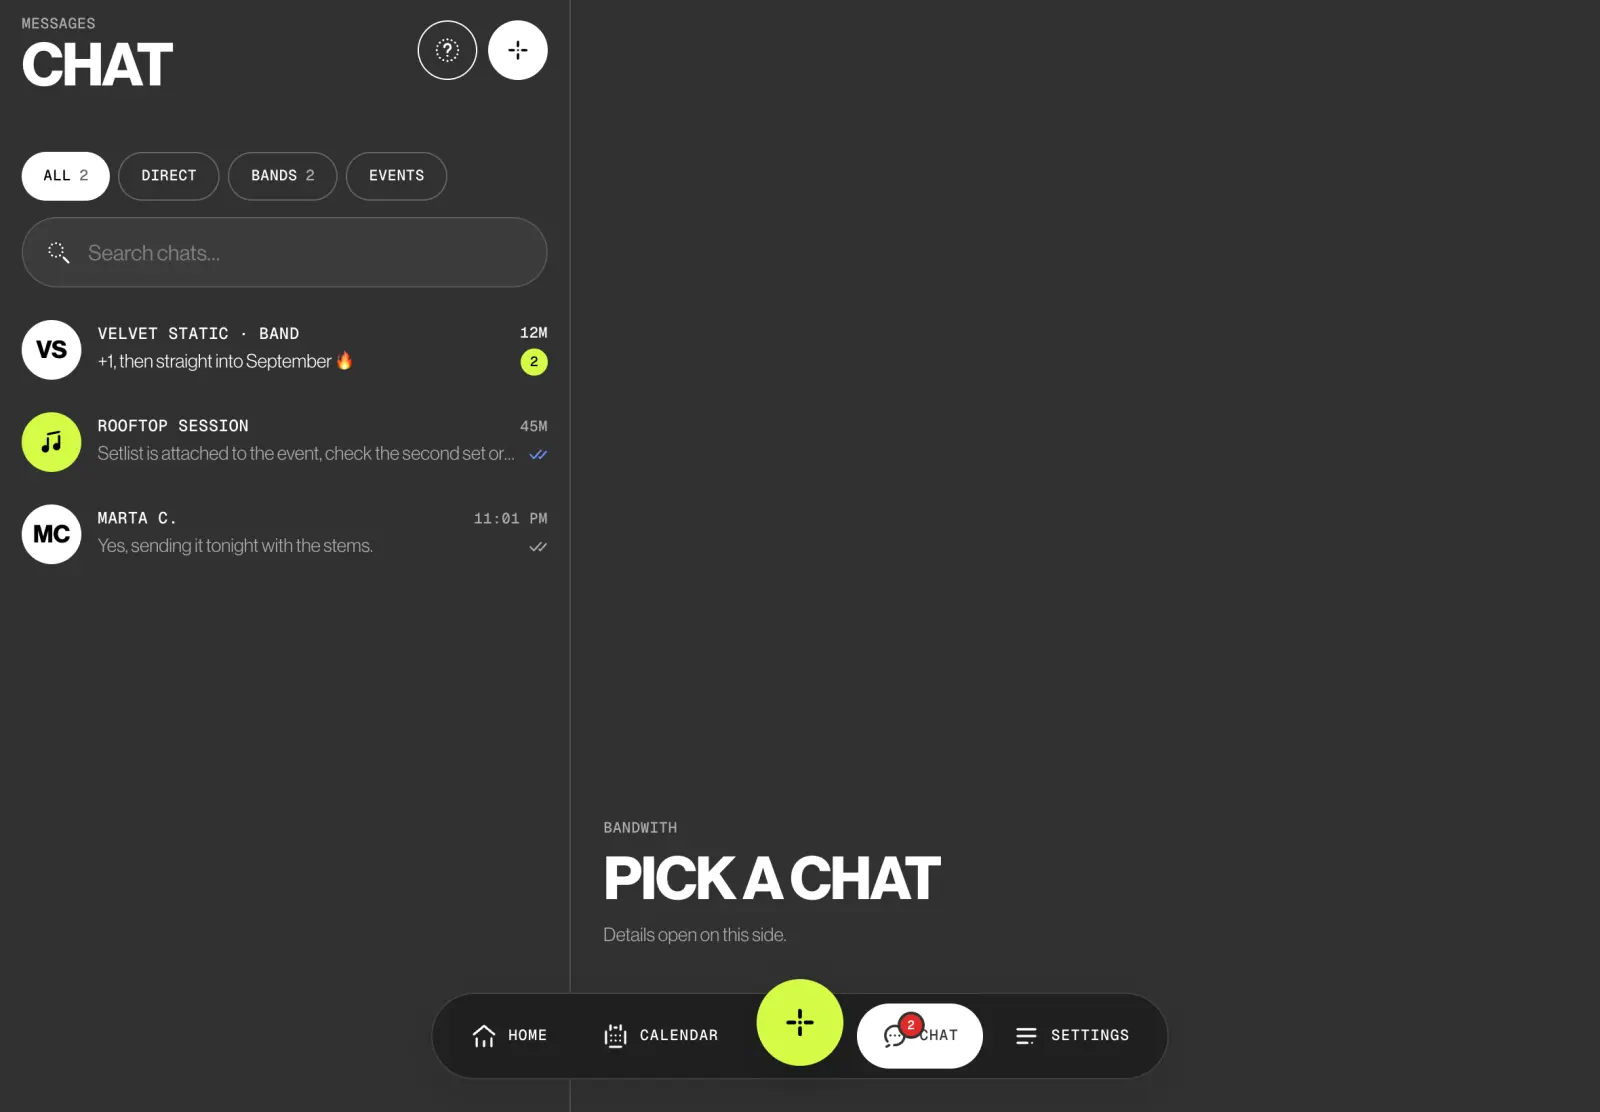 MESSAGES
CHAT
?
ALL 2
DIRECT
BANDS 2
EVENTS
Search chats...
VS
VELVET STATIC · BAND
12M
+1, then straight into September 🔥
2
ROOFTOP SESSION
45M
Setlist is attached to the event, check the second set or...
MC
MARTA C.
11:01 PM
Yes, sending it tonight with the stems.
BANDWITH
PICK A CHAT
Details open on this side.
HOME
CALENDAR
2
CHAT
SETTINGS